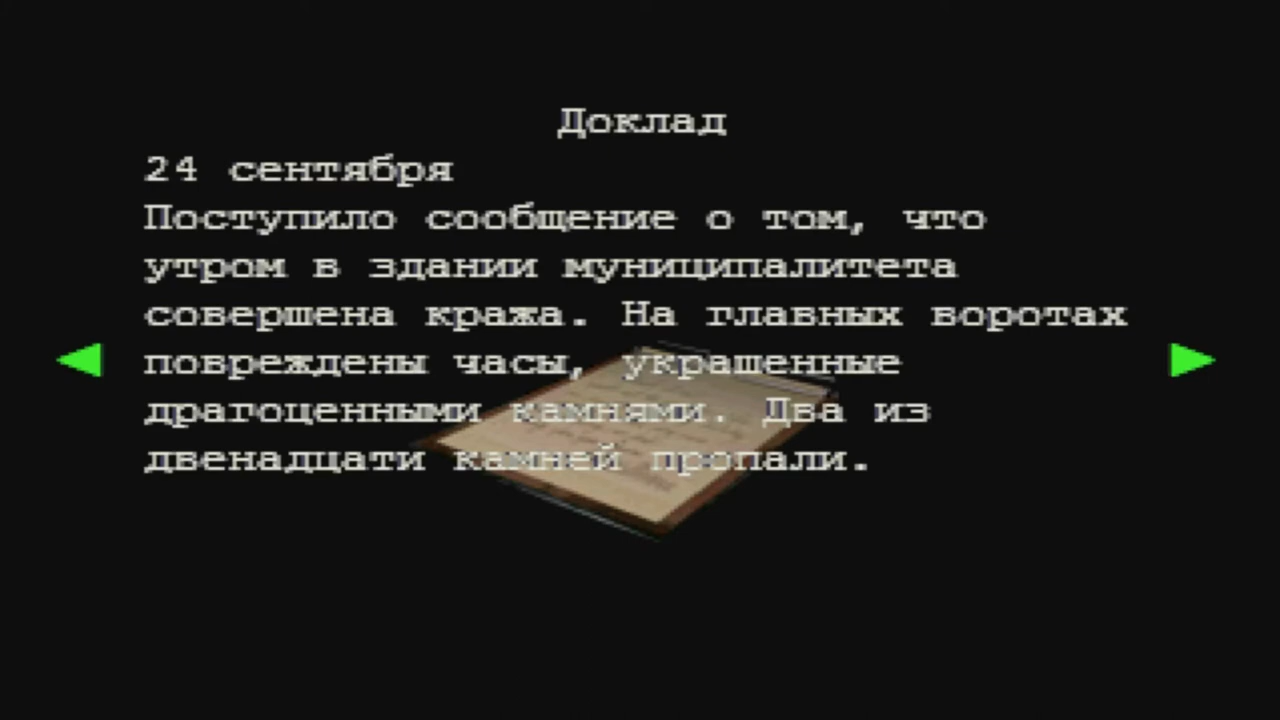 Доклад
24 сентября
Поступило сообщение о том, что
утром в здании муниципалитета
совершена кража. На главных воротах
повреждены часы, украшенные
драгоценными камнями. Два из
двенадцати камней пропали.